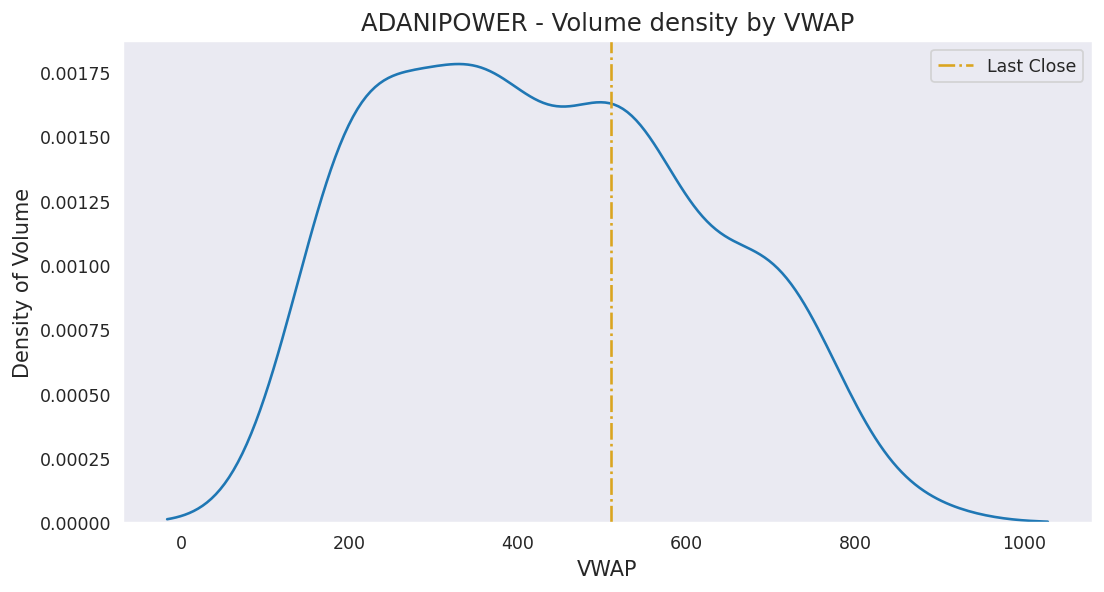 ADANIPOWER - Volume density by VWAP
Last Close
Density of Volume
0.00175
0.00150
0.00125
0.00100
0.00075
0.00050
0.00025
0.00000
0 200 400 600 800 1000
VWAP